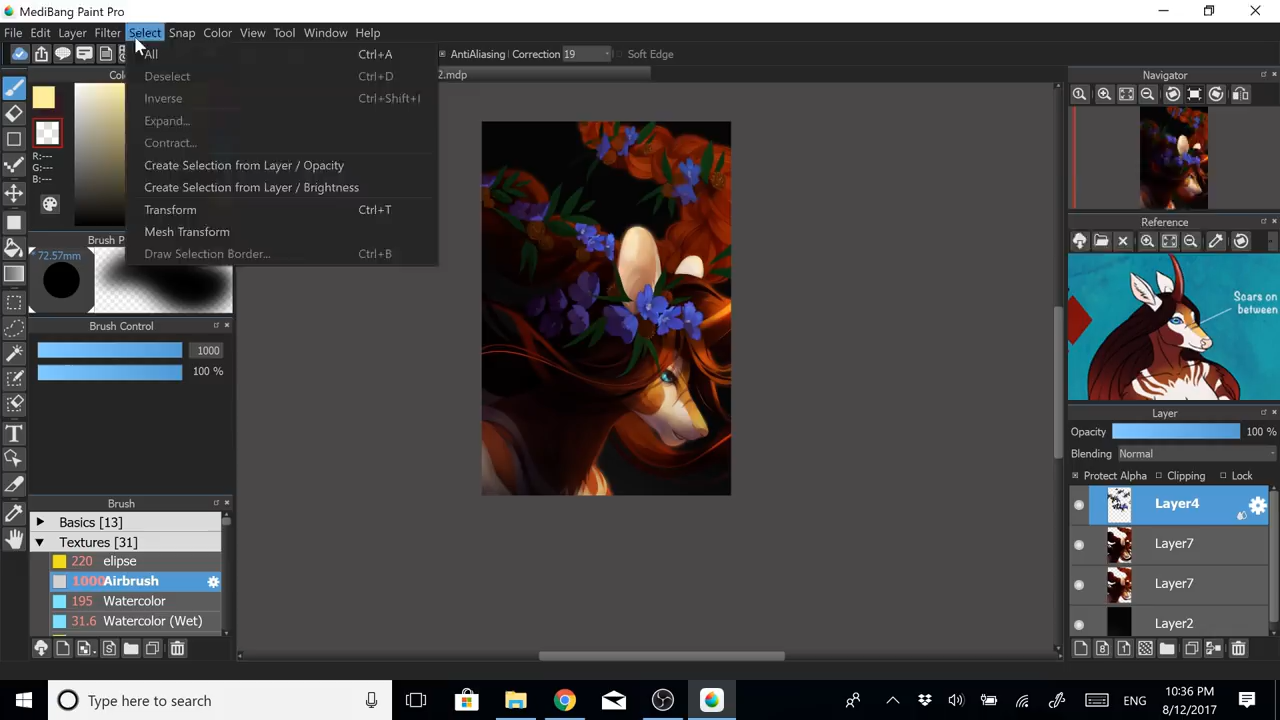 MediBang Paint Pro
File Edit Layer Filter Select Snap Color View Tool Window Help
AntiAliasing Correction 19 Soft Edge
2.mdp
All Ctrl+A
Deselect Ctrl+D
Inverse Ctrl+Shift+I
Expand...
Contract...
Create Selection from Layer / Opacity
Create Selection from Layer / Brightness
Transform Ctrl+T
Mesh Transform
Draw Selection Border... Ctrl+B
R:---
G:---
B:---
72.57mm
Brush Control
1000
100 %
Brush
Basics [13]
Textures [31]
220 elipse
1000 Airbrush
195 Watercolor
31.6 Watercolor (Wet)
Navigator
Reference
Scars on
between
Layer
Opacity 100 %
Blending Normal
Protect Alpha Clipping Lock
Layer4
Layer7
Layer7
Layer2
Type here to search
ENG
10:36 PM
8/12/2017